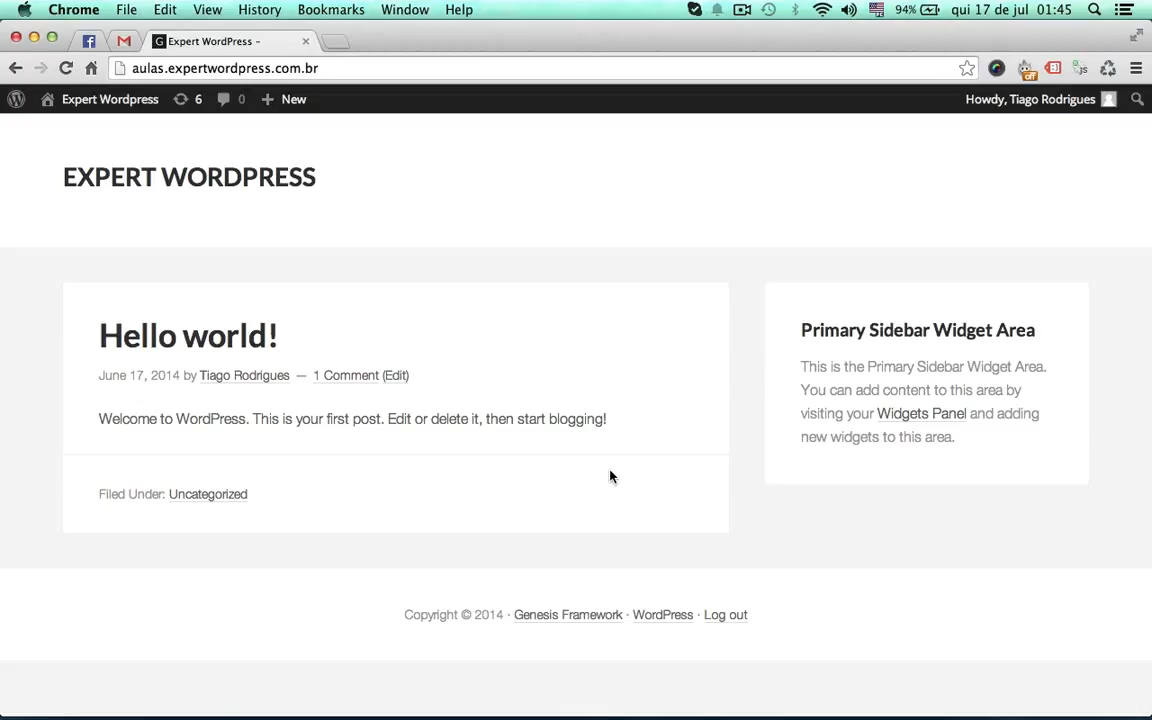 Chrome File Edit View History Bookmarks Window Help 94% qui 17 de jul 01:45
Expert WordPress –
aulas.expertwordpress.com.br
Expert Wordpress 6 0 New Howdy, Tiago Rodrigues
EXPERT WORDPRESS
Hello world!
June 17, 2014 by Tiago Rodrigues — 1 Comment (Edit)
Welcome to WordPress. This is your first post. Edit or delete it, then start blogging!
Filed Under: Uncategorized
Primary Sidebar Widget Area
This is the Primary Sidebar Widget Area.
You can add content to this area by
visiting your Widgets Panel and adding
new widgets to this area.
Copyright © 2014 · Genesis Framework · WordPress · Log out